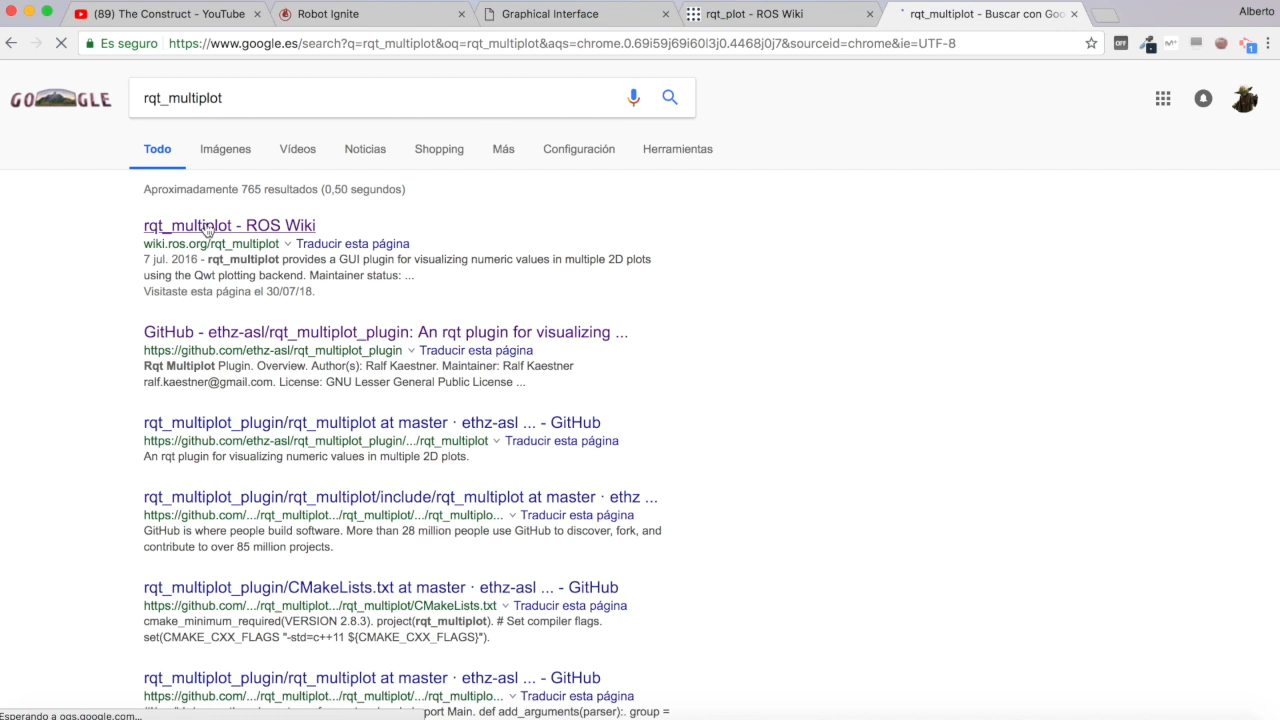 (89) The Construct - YouTube
Robot Ignite
Graphical Interface
rqt_plot - ROS Wiki
rqt_multiplot - Buscar con Goo
Alberto
Es seguro
https://www.google.es/search?q=rqt_multiplot&oq=rqt_multiplot&aqs=chrome.0.69i59j69i60l3j0.4468j0j7&sourceid=chrome&ie=UTF-8
OFF
1
GOOGLE
rqt_multiplot
Todo
Imágenes
Vídeos
Noticias
Shopping
Más
Configuración
Herramientas
Aproximadamente 765 resultados (0,50 segundos)
rqt_multiplot - ROS Wiki
wiki.ros.org/rqt_multiplot Traducir esta página
7 jul. 2016 - rqt_multiplot provides a GUI plugin for visualizing numeric values in multiple 2D plots
using the Qwt plotting backend. Maintainer status: ...
Visitaste esta página el 30/07/18.
GitHub - ethz-asl/rqt_multiplot_plugin: An rqt plugin for visualizing ...
https://github.com/ethz-asl/rqt_multiplot_plugin Traducir esta página
Rqt Multiplot Plugin. Overview. Author(s): Ralf Kaestner. Maintainer: Ralf Kaestner
ralf.kaestner@gmail.com. License: GNU Lesser General Public License ...
rqt_multiplot_plugin/rqt_multiplot at master · ethz-asl ... - GitHub
https://github.com/ethz-asl/rqt_multiplot_plugin/.../rqt_multiplot Traducir esta página
An rqt plugin for visualizing numeric values in multiple 2D plots.
rqt_multiplot_plugin/rqt_multiplot/include/rqt_multiplot at master · ethz ...
https://github.com/.../rqt_multiplot.../rqt_multiplot/.../rqt_multiplo... Traducir esta página
GitHub is where people build software. More than 28 million people use GitHub to discover, fork, and
contribute to over 85 million projects.
rqt_multiplot_plugin/CMakeLists.txt at master · ethz-asl ... - GitHub
https://github.com/.../rqt_multiplot.../rqt_multiplot/CMakeLists.txt Traducir esta página
cmake_minimum_required(VERSION 2.8.3). project(rqt_multiplot). # Set compiler flags.
set(CMAKE_CXX_FLAGS "-std=c++11 ${CMAKE_CXX_FLAGS}").
rqt_multiplot_plugin/rqt_multiplot at master · ethz-asl ... - GitHub
https://github.com/.../rqt_multiplot.../rqt_multiplot/.../rqt_multiplo... Traducir esta página
port Main. def add_arguments(parser):. group =
Esperando a ogs.google.com...